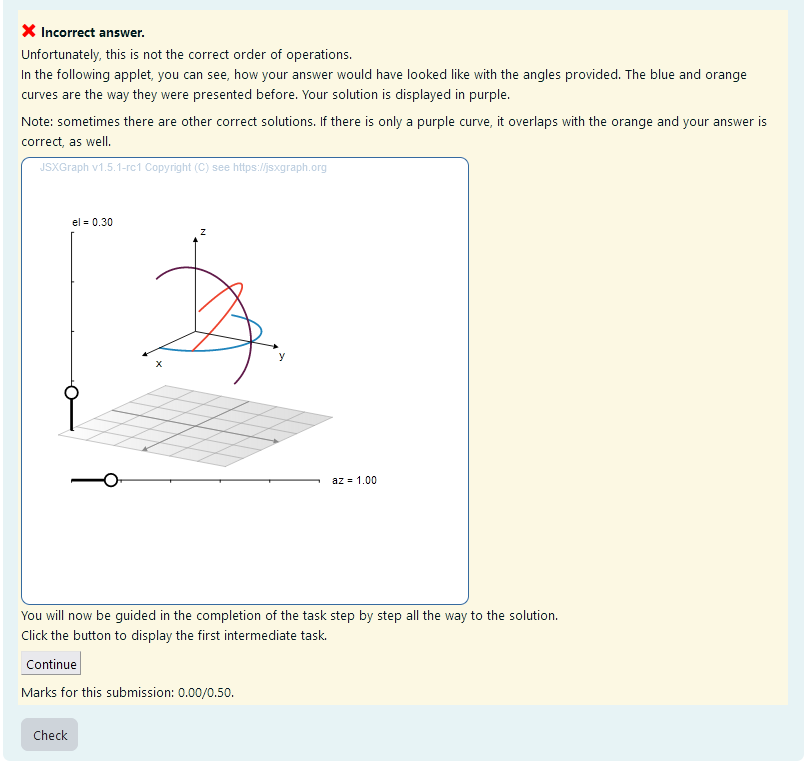 Incorrect answer.
Unfortunately, this is not the correct order of operations.
In the following applet, you can see, how your answer would have looked like with the angles provided. The blue and orange
curves are the way they were presented before. Your solution is displayed in purple.
Note: sometimes there are other correct solutions. If there is only a purple curve, it overlaps with the orange and your answer is
correct, as well.
JSXGraph v1.5.1-rc1 Copyright (C) see https://jsxgraph.org
el = 0.30
z
y
x
az = 1.00
You will now be guided in the completion of the task step by step all the way to the solution.
Click the button to display the first intermediate task.
Continue
Marks for this submission: 0.00/0.50.
Check